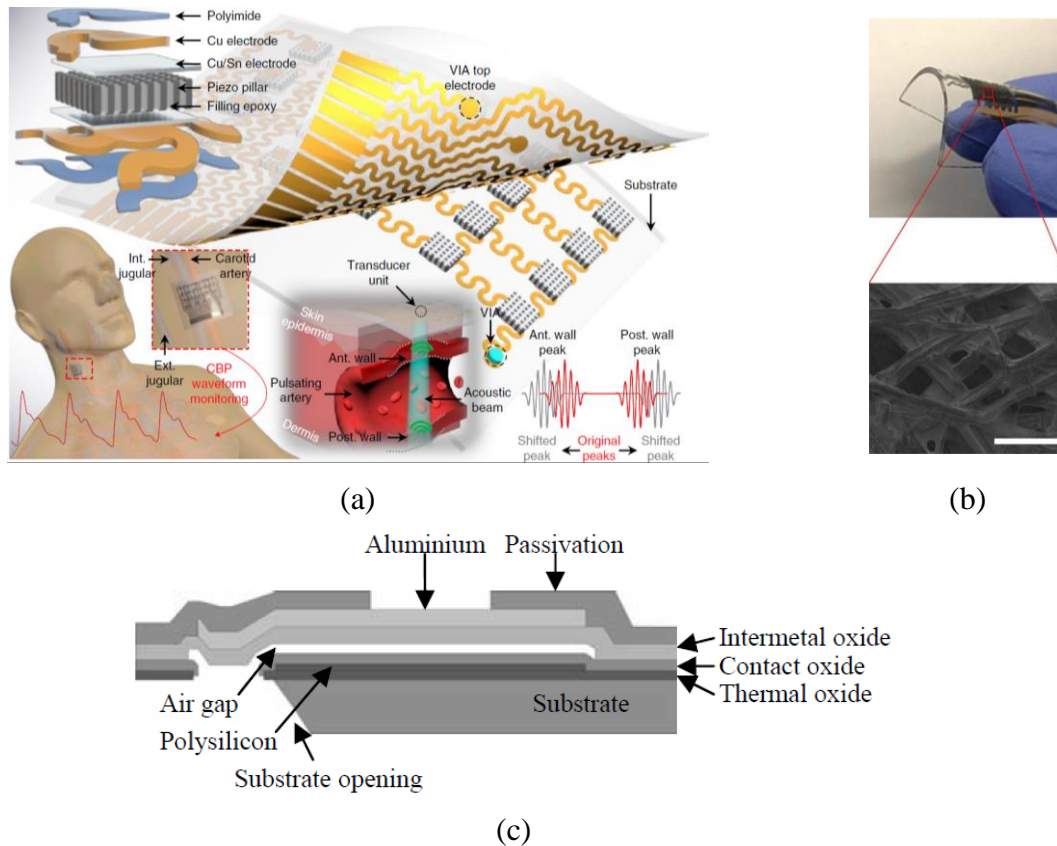 Polyimide
Cu electrode
Cu/Sn electrode
Piezo pillar
Filling epoxy
VIA top
electrode
Substrate
Int.
jugular
Carotid
artery
Ext.
jugular
CBP
waveform
monitoring
Transducer
unit
Skin
epidermis
Ant. wall
Pulsating
artery
Acoustic
beam
Post. wall
Dermis
VIA
Ant. wall
peak
Post. wall
peak
Shifted
peak
Original
peaks
Shifted
peak
(a)
(b)
Aluminium
Passivation
Intermetal oxide
Contact oxide
Thermal oxide
Air gap
Substrate
Polysilicon
Substrate opening
(c)